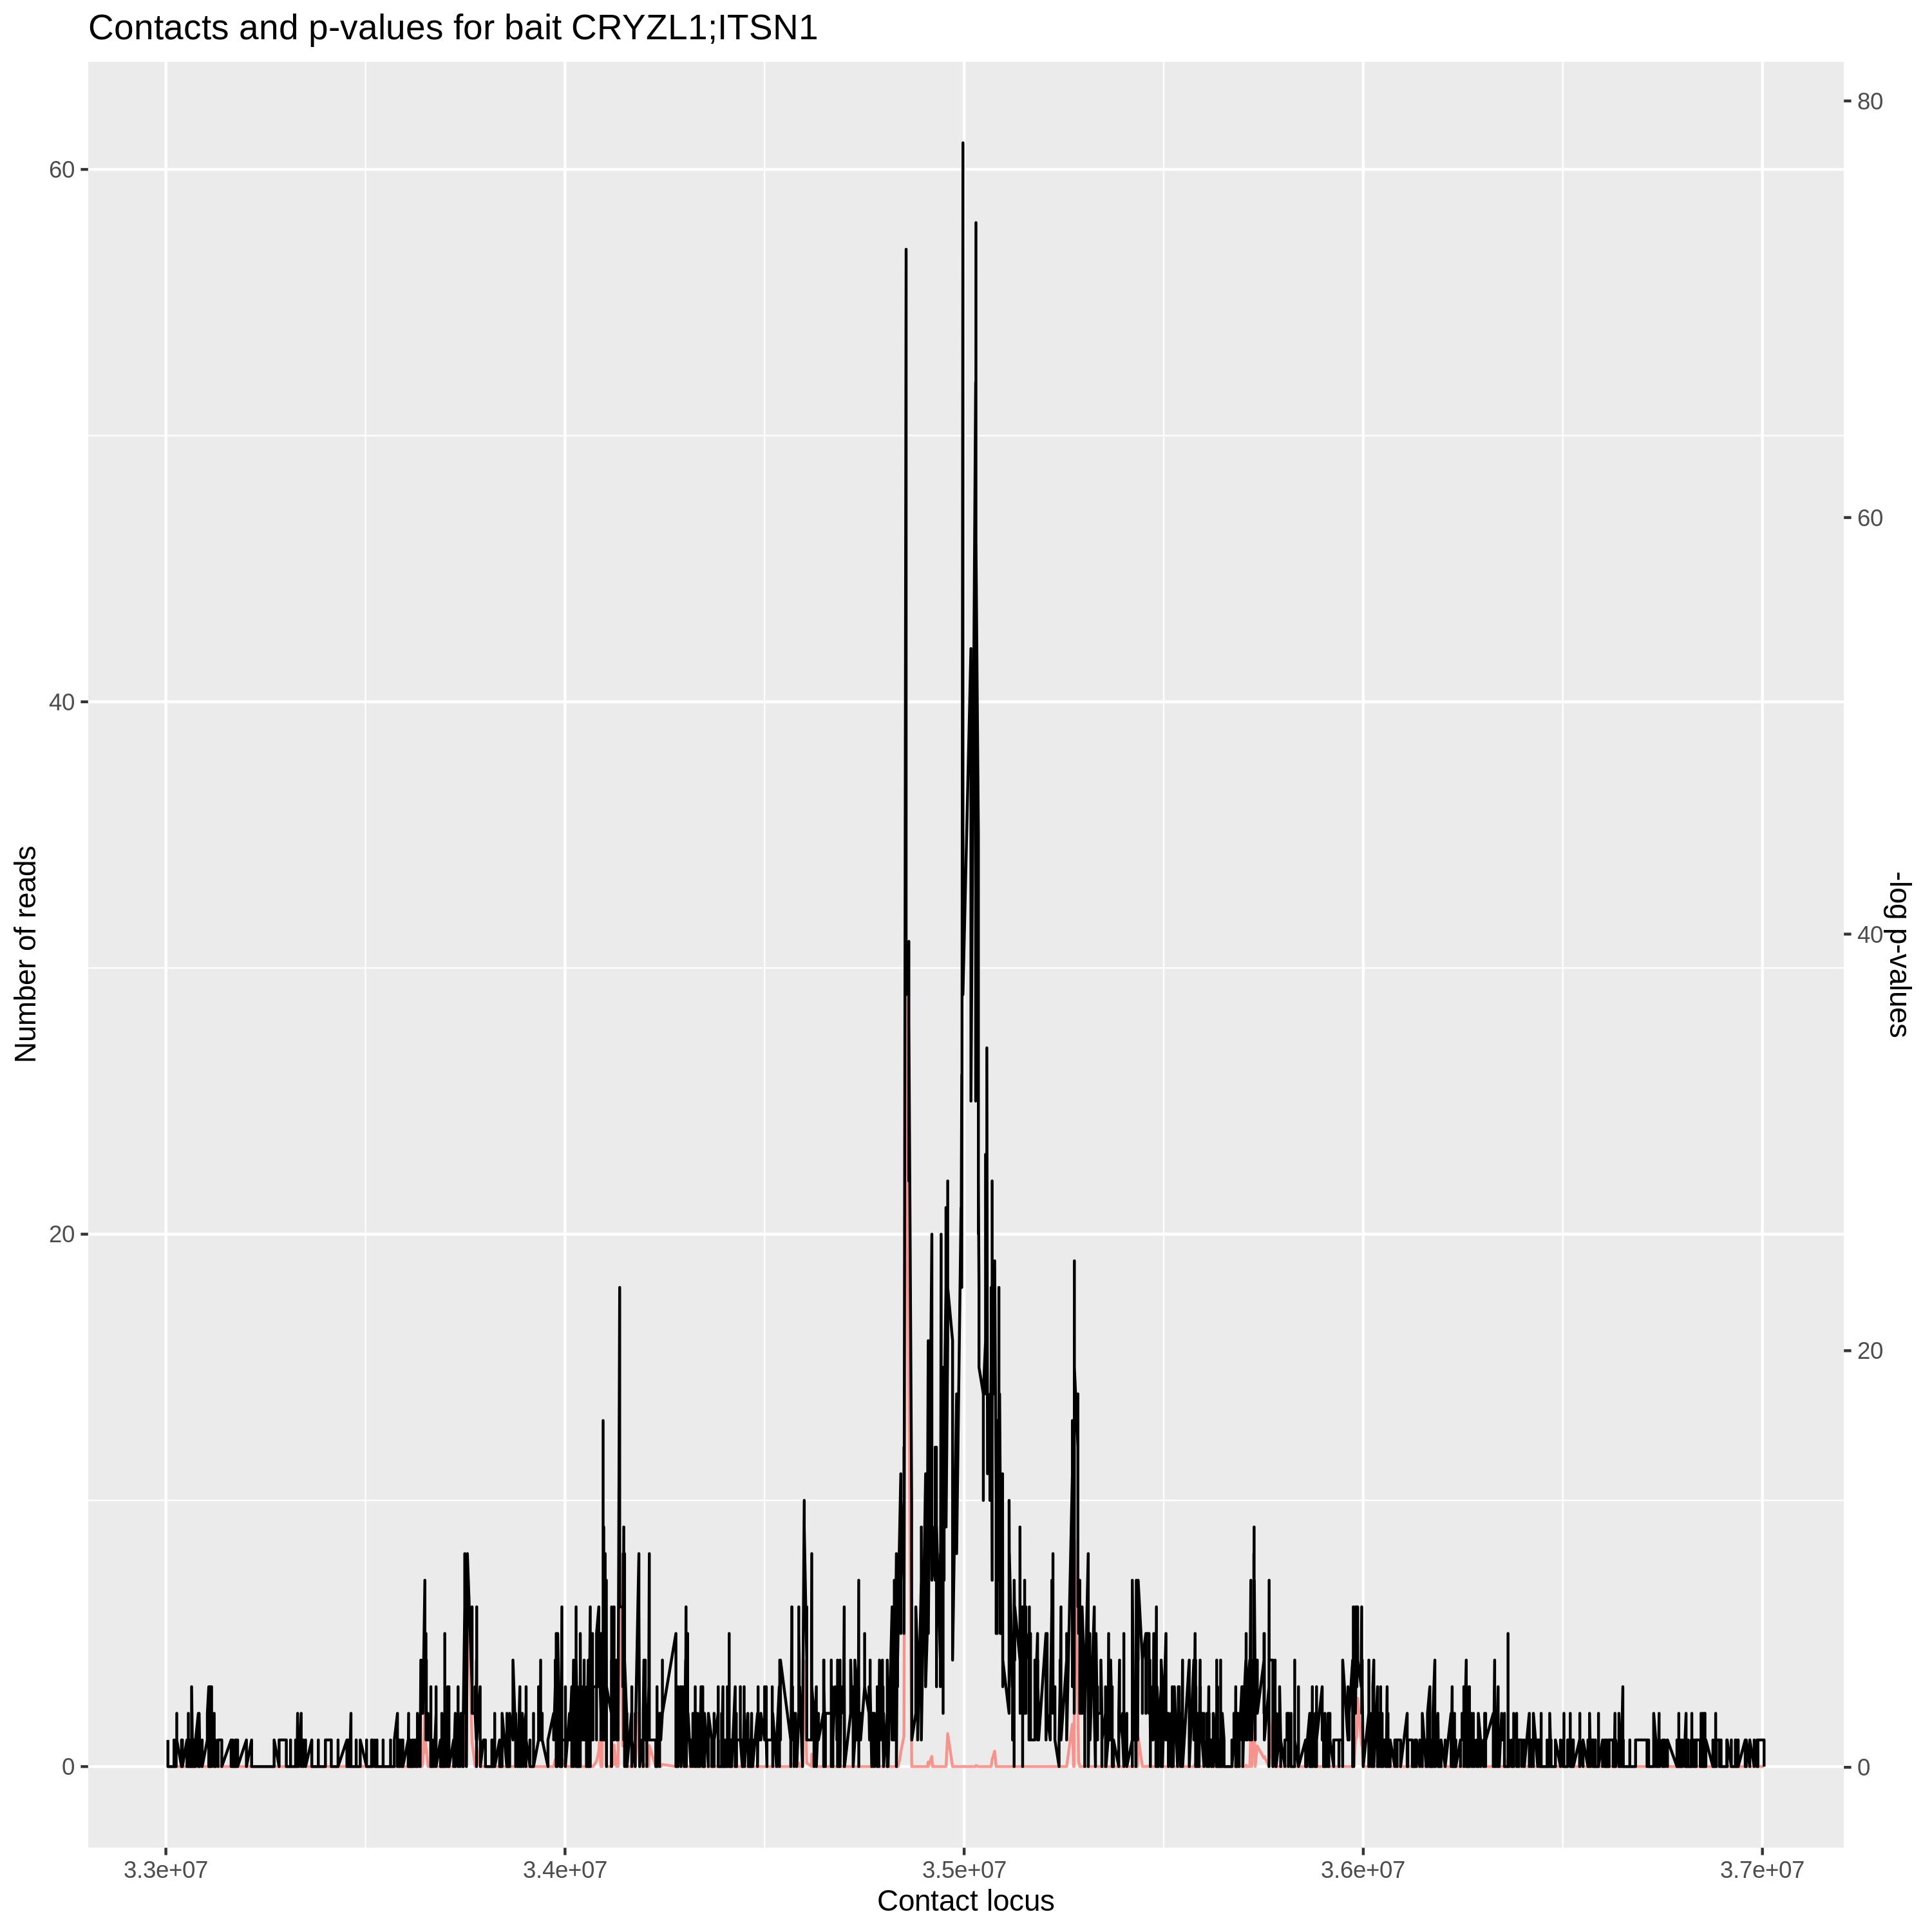 Contacts and p-values for bait CRYZL1;ITSN1
80
60
60
40
40
20
20
0
0
Number of reads
-log p-values
3.3e+07 3.4e+07 3.5e+07 3.6e+07 3.7e+07
Contact locus